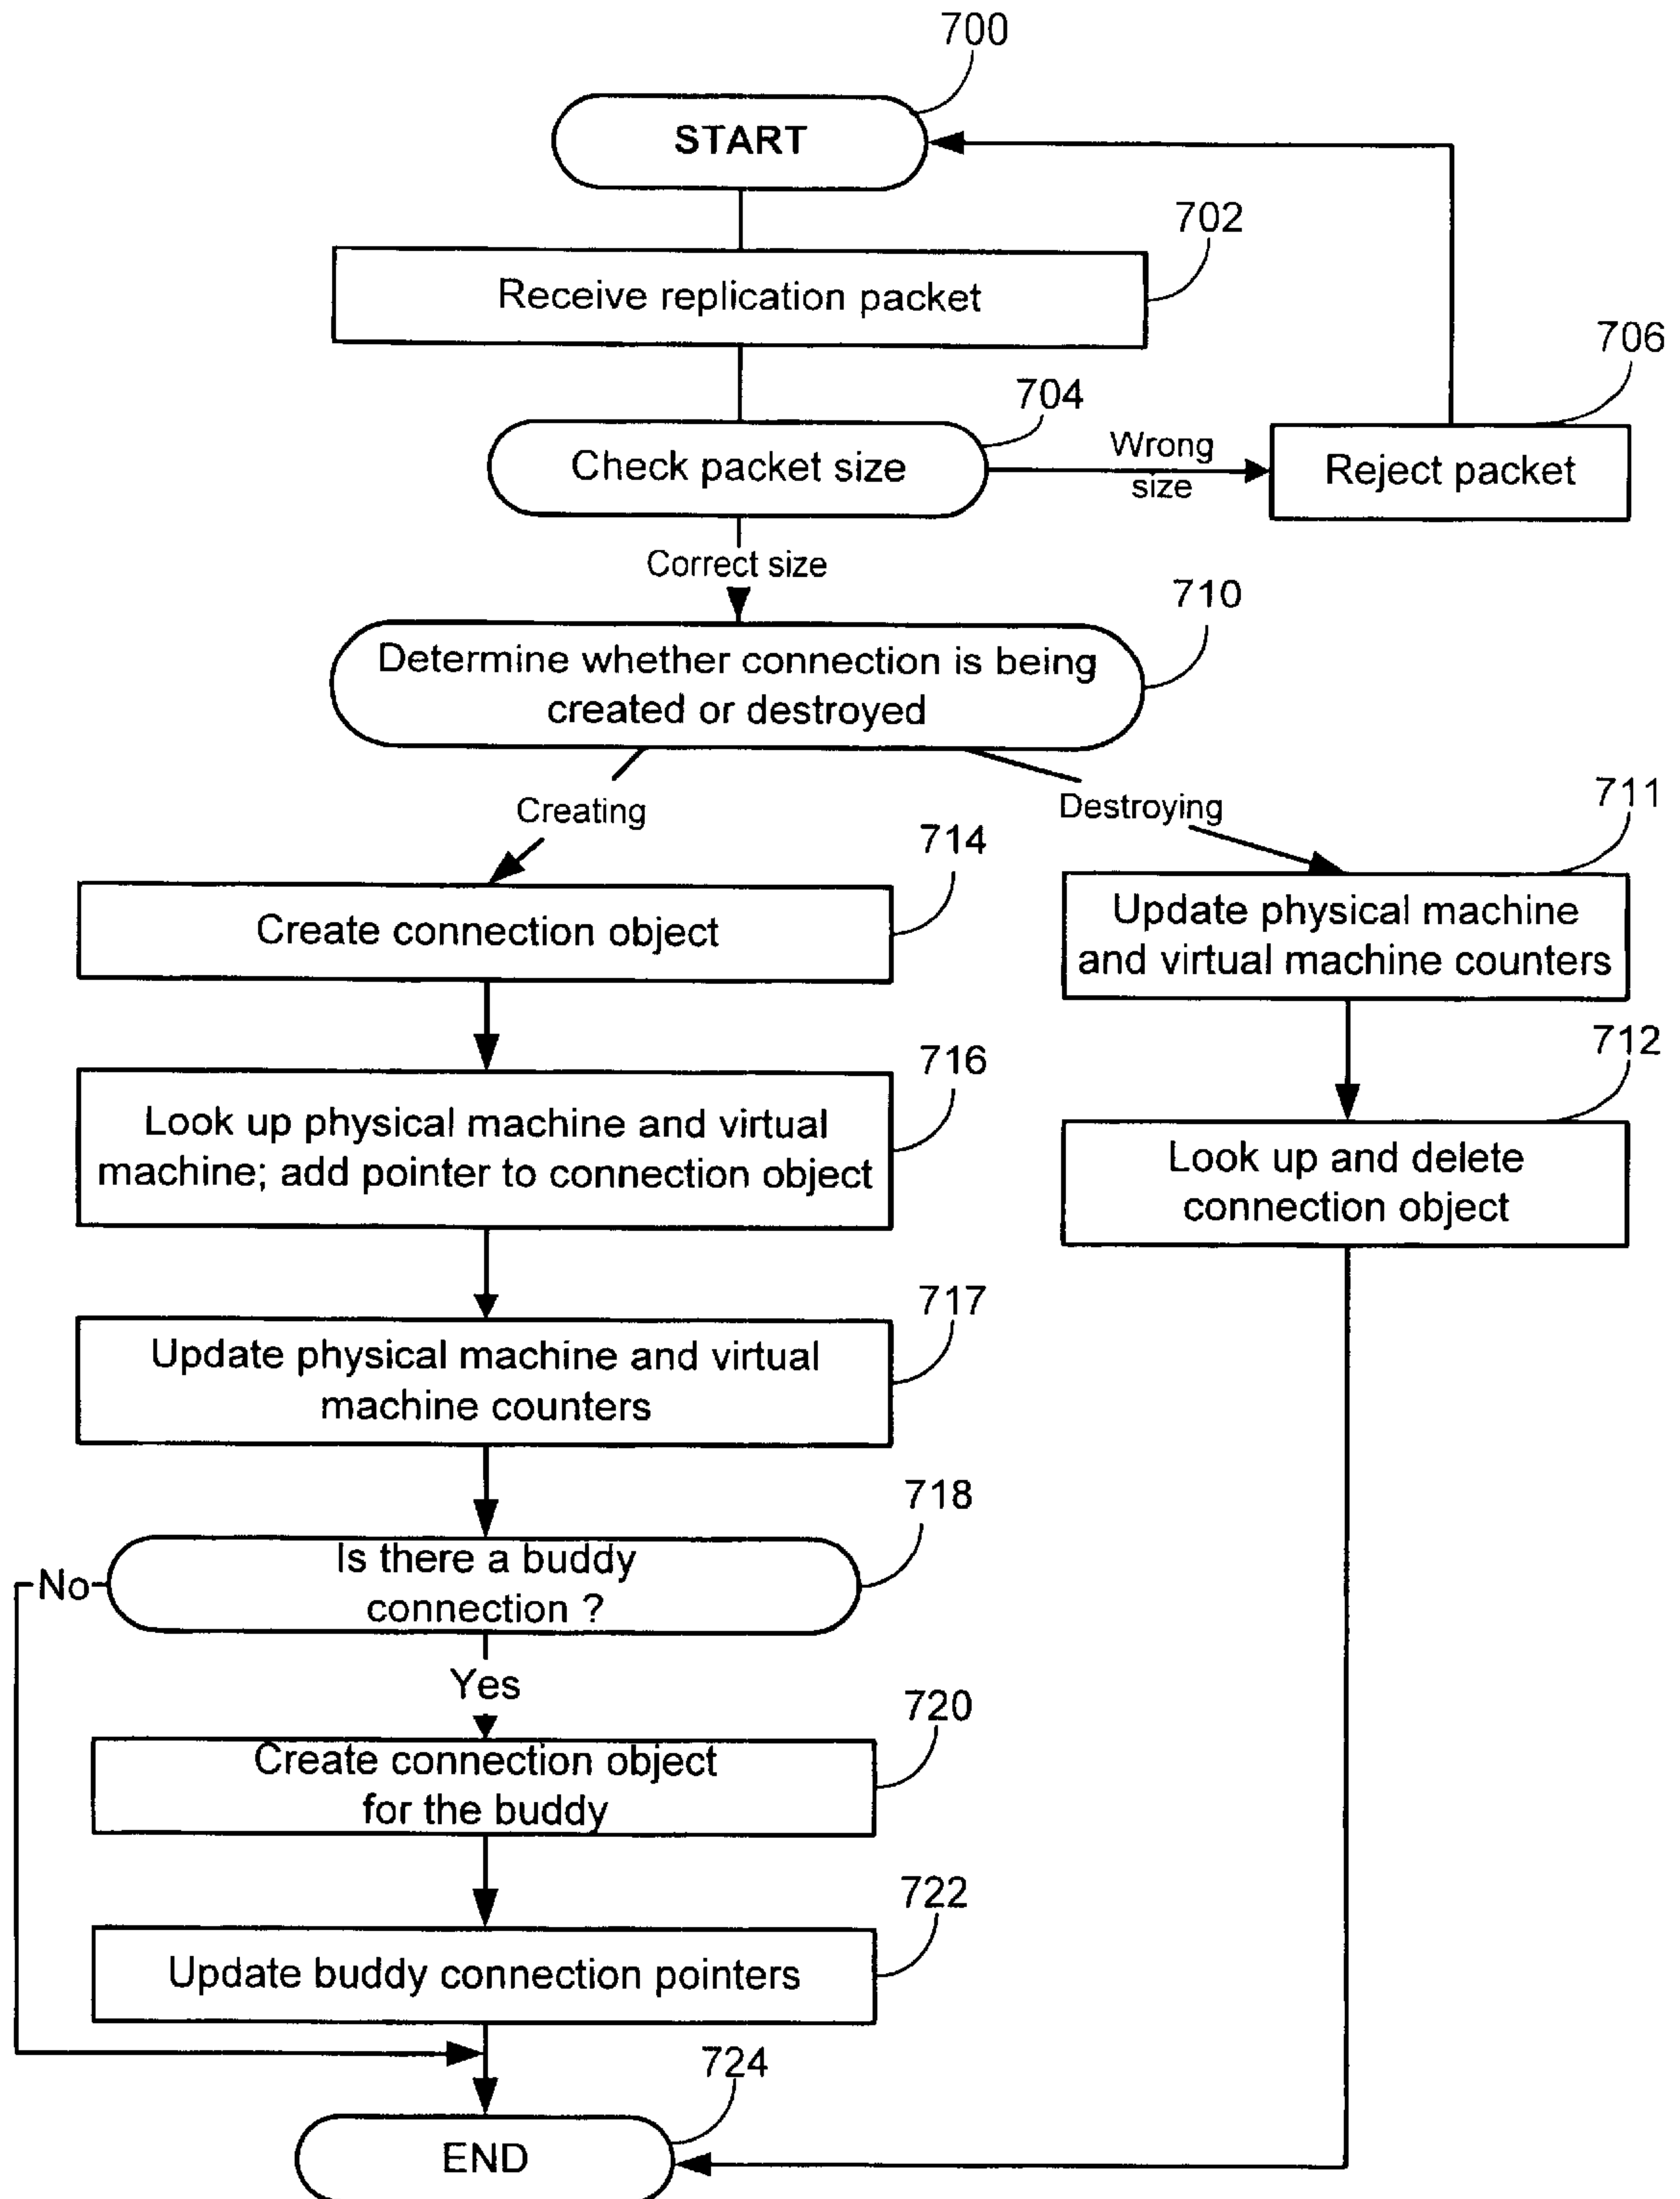 700
START
702
Receive replication packet
704
706
Check packet size
Wrong
size
Reject packet
Correct size
710
Determine whether connection is being
created or destroyed
Creating
Destroying
711
714
Create connection object
Update physical machine
and virtual machine counters
712
716
Look up physical machine and virtual
machine; add pointer to connection object
Look up and delete
connection object
717
Update physical machine and virtual
machine counters
718
Is there a buddy
connection ?
No
Yes
720
Create connection object
for the buddy
722
Update buddy connection pointers
724
END